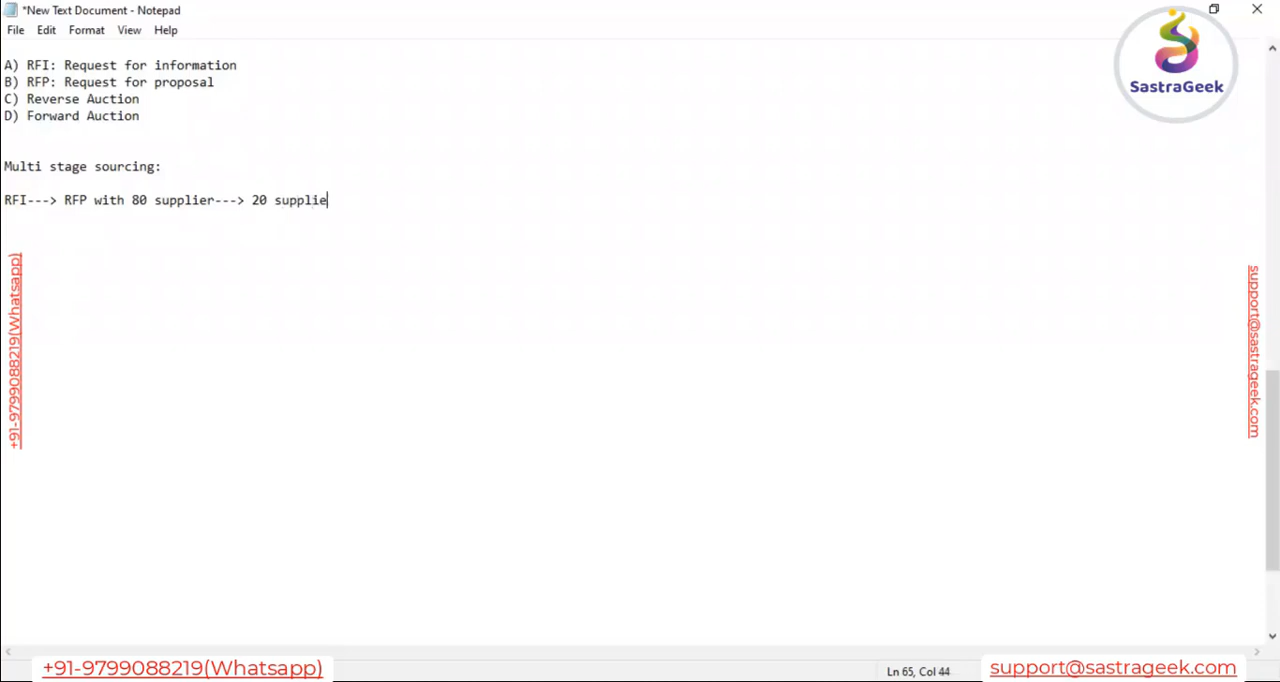 *New Text Document - Notepad
File Edit Format View Help
A) RFI: Request for information
B) RFP: Request for proposal
C) Reverse Auction
D) Forward Auction
Multi stage sourcing:
RFI---> RFP with 80 supplier---> 20 supplie
SastraGeek
+91-9799088219(Whatsapp)
support@sastrageek.com
Ln 65, Col 44
+91-9799088219(Whatsapp)
support@sastrageek.com